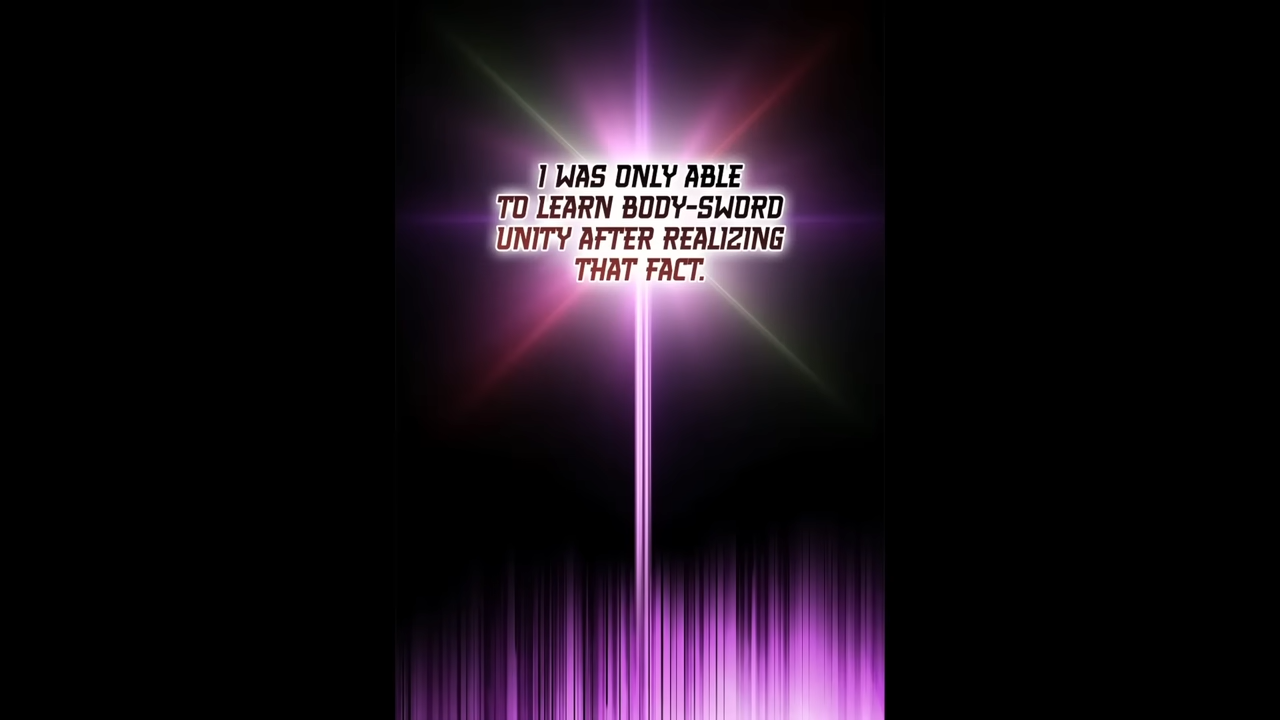 I WAS ONLY ABLE
TO LEARN BODY-SWORD
UNITY AFTER REALIZING
THAT FACT.